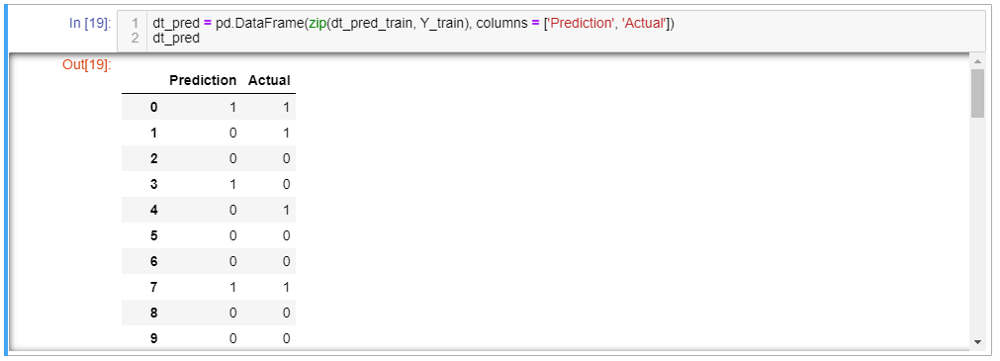 In [19]:
1 dt_pred = pd.DataFrame(zip(dt_pred_train, Y_train), columns = ['Prediction', 'Actual'])
2 dt_pred
Out[19]:
Prediction Actual
0 1 1
1 0 1
2 0 0
3 1 0
4 0 1
5 0 0
6 0 0
7 1 1
8 0 0
9 0 0